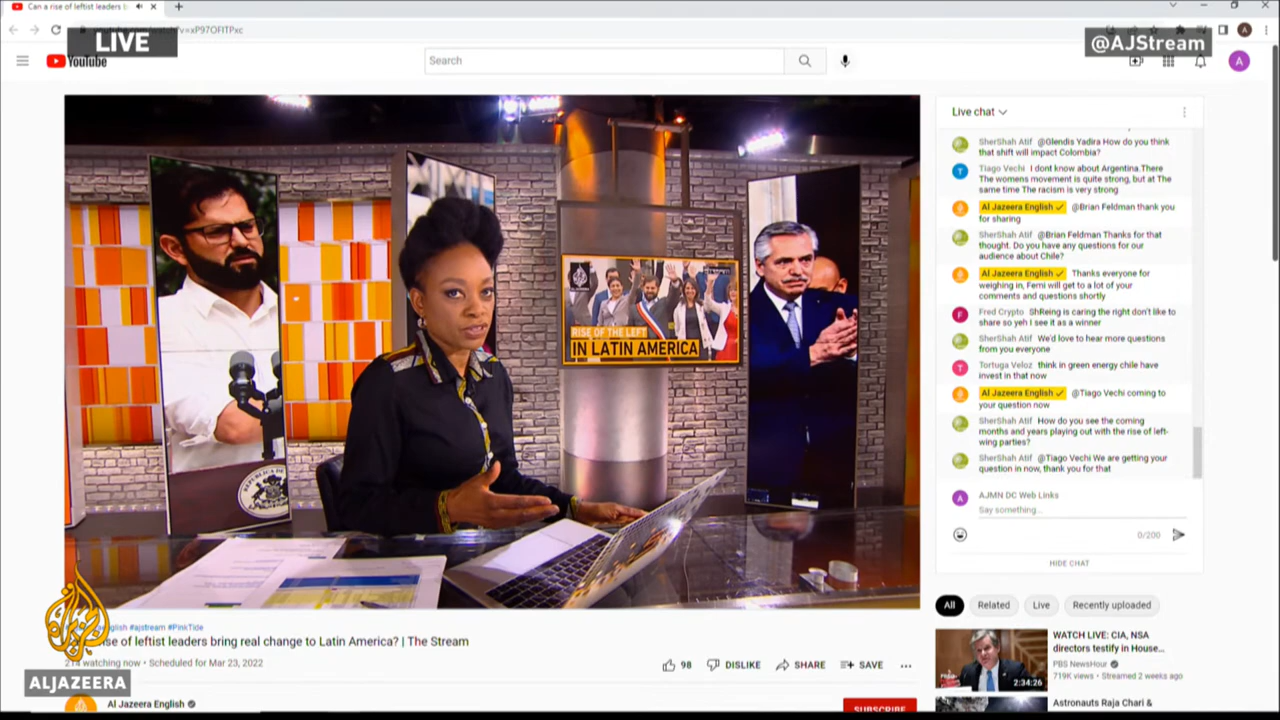 Can a rise of leftist leaders b
LIVE
v=xP97OFITPxc
@AJStream
YouTube
Search
A
RISE OF THE LEFT
IN LATIN AMERICA
REPUBLICA DE
Live chat
SherShah Atif @Glendis Yadira How do you think
that shift will impact Colombia?
Tiago Vechi I dont know about Argentina.There
The womens movement is quite strong, but at The
same time The racism is very strong
Al Jazeera English @Brian Feldman thank you
for sharing
SherShah Atif @Brian Feldman Thanks for that
thought. Do you have any questions for our
audience about Chile?
Al Jazeera English Thanks everyone for
weighing in, Femi will get to a lot of your
comments and questions shortly
Fred Crypto ShReing is caring the right don't like to
share so yeh I see it as a winner
SherShah Atif We'd love to hear more questions
from you everyone
Tortuga Veloz think in green energy chile have
invest in that now
Al Jazeera English @Tiago Vechi coming to
your question now
SherShah Atif How do you see the coming
months and years playing out with the rise of left-
wing parties?
SherShah Atif @Tiago Vechi We are getting your
question in now, thank you for that
AJMN DC Web Links
Say something...
0/200
HIDE CHAT
All Related Live Recently uploaded
WATCH LIVE: CIA, NSA
directors testify in House...
PBS NewsHour
719K views • Streamed 2 weeks ago
2:34:26
Astronauts Raja Chari &
nglish #ajstream #PinkTide
ise of leftist leaders bring real change to Latin America? | The Stream
watching now • Scheduled for Mar 23, 2022
98 DISLIKE SHARE SAVE
ALJAZEERA
Al Jazeera English
SUBSCRIBE